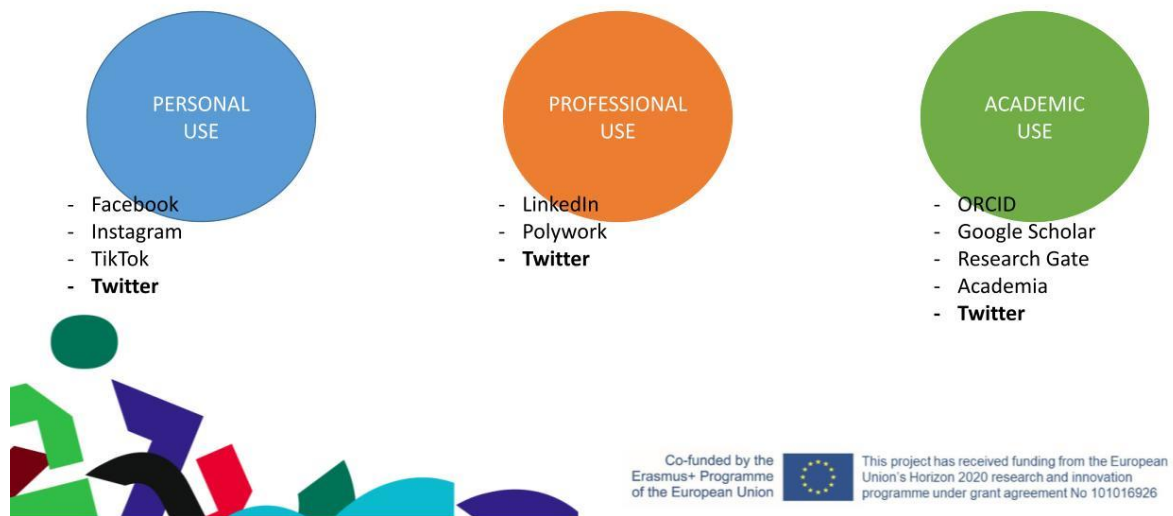 PERSONAL
USE
- Facebook
- Instagram
- TikTok
- Twitter
PROFESSIONAL
USE
- LinkedIn
- Polywork
- Twitter
ACADEMIC
USE
- ORCID
- Google Scholar
- Research Gate
- Academia
- Twitter
Co-funded by the
Erasmus+ Programme
of the European Union
This project has received funding from the European
Union's Horizon 2020 research and innovation
programme under grant agreement No 101016926